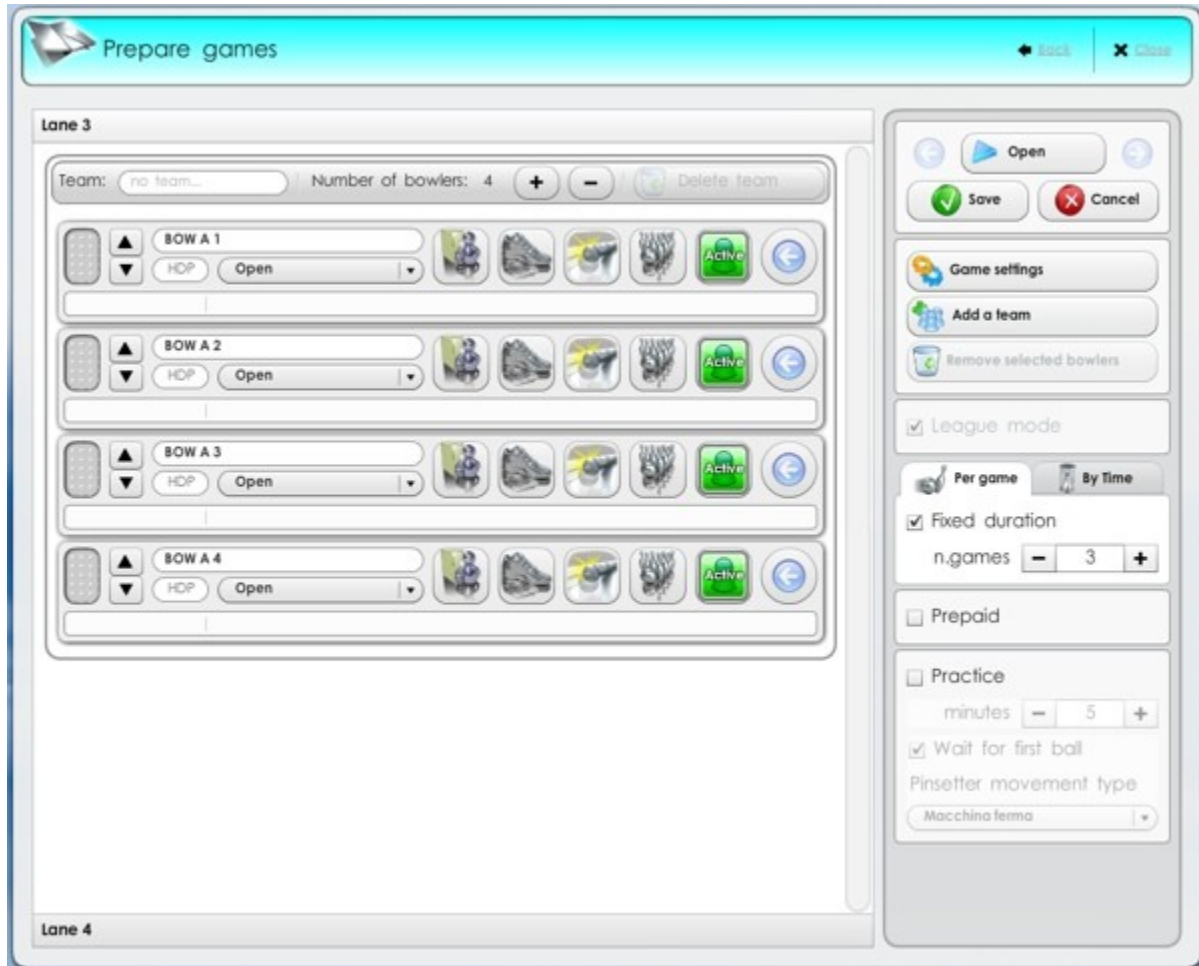 Prepare games
Back
Close
Lane 3
Team: no team... Number of bowlers: 4 + − Delete team
BOW A 1
HDP Open Active
BOW A 2
HDP Open Active
BOW A 3
HDP Open Active
BOW A 4
HDP Open Active
Lane 4
Open
Save Cancel
Game settings
Add a team
Remove selected bowlers
League mode
Per game By Time
Fixed duration
n.games − 3 +
Prepaid
Practice
minutes − 5 +
Wait for first ball
Pinsetter movement type
Macchina ferma